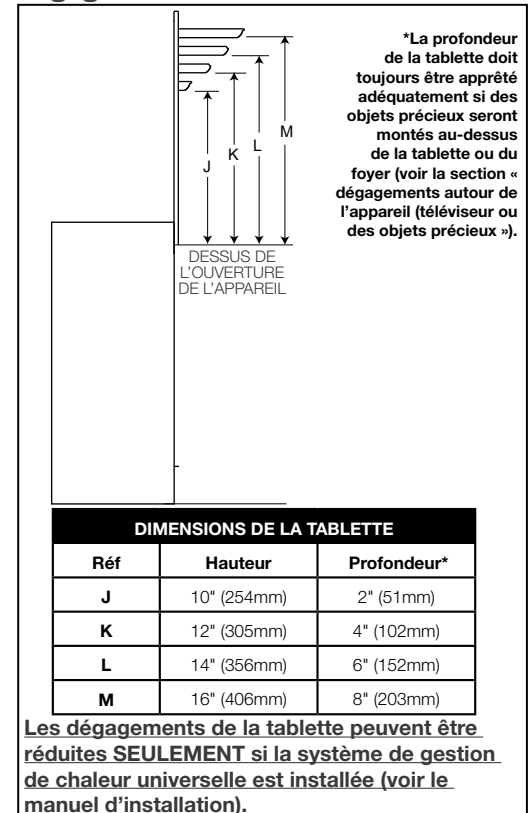 *La profondeur
de la tablette doit
toujours être apprêté
adéquatement si des
objets précieux seront
montés au-dessus
de la tablette ou du
foyer (voir la section «
dégagements autour de
l'appareil (téléviseur ou
des objets précieux »).
M
L
K
J
DESSUS DE
L'OUVERTURE
DE L'APPAREIL
DIMENSIONS DE LA TABLETTE
Réf Hauteur Profondeur*
J 10" (254mm) 2" (51mm)
K 12" (305mm) 4" (102mm)
L 14" (356mm) 6" (152mm)
M 16" (406mm) 8" (203mm)
Les dégagements de la tablette peuvent être
réduites SEULEMENT si la système de gestion
de chaleur universelle est installée (voir le
manuel d'installation).